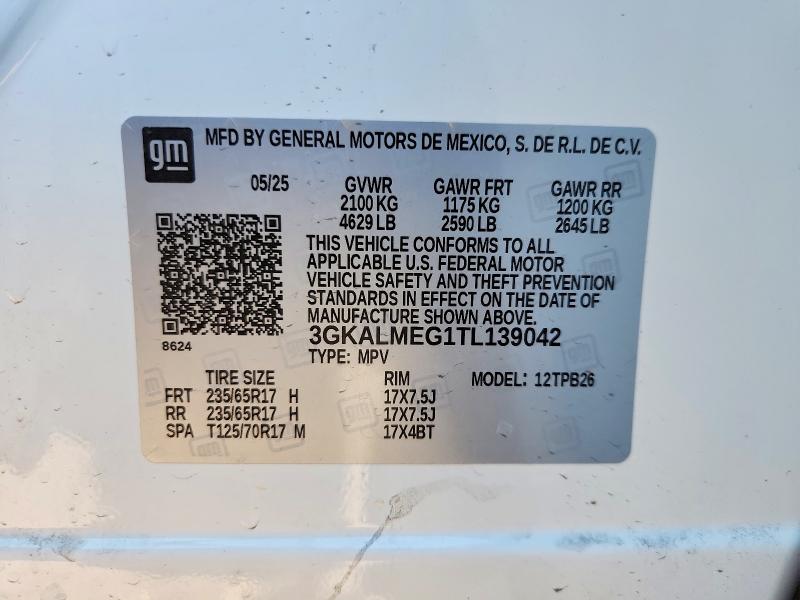 gm MFD BY GENERAL MOTORS DE MEXICO, S. DE R.L. DE C.V.
05/25 GVWR GAWR FRT GAWR RR
2100 KG 1175 KG 1200 KG
4629 LB 2590 LB 2645 LB
THIS VEHICLE CONFORMS TO ALL
APPLICABLE U.S. FEDERAL MOTOR
VEHICLE SAFETY AND THEFT PREVENTION
STANDARDS IN EFFECT ON THE DATE OF
MANUFACTURE SHOWN ABOVE.
3GKALMEG1TL139042
8624
TYPE: MPV
TIRE SIZE RIM MODEL: 12TPB26
FRT 235/65R17 H 17X7.5J
RR 235/65R17 H 17X7.5J
SPA T125/70R17 M 17X4BT